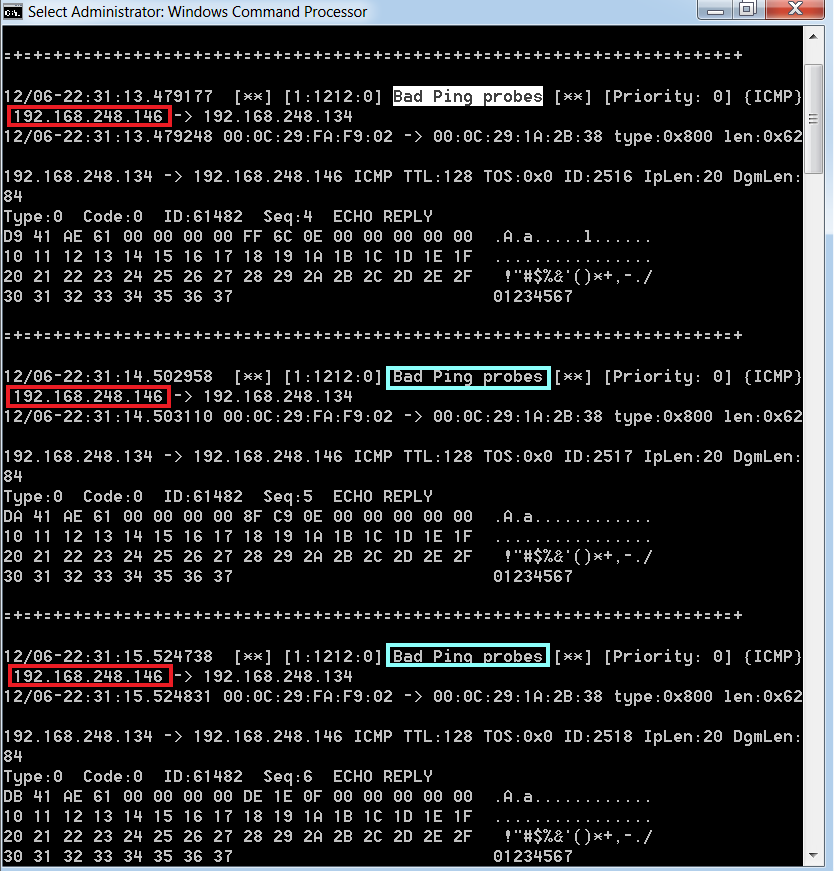 Select Administrator: Windows Command Processor
=+=+=+=+=+=+=+=+=+=+=+=+=+=+=+=+=+=+=+=+=+=+=+=+=+=+=+=+=+=+=+=+=+=+=+=+=+
12/06-22:31:13.479177  [**] [1:1212:0] Bad Ping probes [**] [Priority: 0] {ICMP}
192.168.248.146 -> 192.168.248.134
12/06-22:31:13.479248 00:0C:29:FA:F9:02 -> 00:0C:29:1A:2B:38 type:0x800 len:0x62
192.168.248.134 -> 192.168.248.146 ICMP TTL:128 TOS:0x0 ID:2516 IpLen:20 DgmLen:
84
Type:0  Code:0  ID:61482  Seq:4  ECHO REPLY
D9 41 AE 61 00 00 00 00 FF 6C 0E 00 00 00 00 00  .A.a.....l......
10 11 12 13 14 15 16 17 18 19 1A 1B 1C 1D 1E 1F  ................
20 21 22 23 24 25 26 27 28 29 2A 2B 2C 2D 2E 2F   !"#$%&'()*+,-./
30 31 32 33 34 35 36 37                          01234567
=+=+=+=+=+=+=+=+=+=+=+=+=+=+=+=+=+=+=+=+=+=+=+=+=+=+=+=+=+=+=+=+=+=+=+=+=+
12/06-22:31:14.502958  [**] [1:1212:0] Bad Ping probes [**] [Priority: 0] {ICMP}
192.168.248.146 -> 192.168.248.134
12/06-22:31:14.503110 00:0C:29:FA:F9:02 -> 00:0C:29:1A:2B:38 type:0x800 len:0x62
192.168.248.134 -> 192.168.248.146 ICMP TTL:128 TOS:0x0 ID:2517 IpLen:20 DgmLen:
84
Type:0  Code:0  ID:61482  Seq:5  ECHO REPLY
DA 41 AE 61 00 00 00 00 8F C9 0E 00 00 00 00 00  .A.a............
10 11 12 13 14 15 16 17 18 19 1A 1B 1C 1D 1E 1F  ................
20 21 22 23 24 25 26 27 28 29 2A 2B 2C 2D 2E 2F   !"#$%&'()*+,-./
30 31 32 33 34 35 36 37                          01234567
=+=+=+=+=+=+=+=+=+=+=+=+=+=+=+=+=+=+=+=+=+=+=+=+=+=+=+=+=+=+=+=+=+=+=+=+=+
12/06-22:31:15.524738  [**] [1:1212:0] Bad Ping probes [**] [Priority: 0] {ICMP}
192.168.248.146 -> 192.168.248.134
12/06-22:31:15.524831 00:0C:29:FA:F9:02 -> 00:0C:29:1A:2B:38 type:0x800 len:0x62
192.168.248.134 -> 192.168.248.146 ICMP TTL:128 TOS:0x0 ID:2518 IpLen:20 DgmLen:
84
Type:0  Code:0  ID:61482  Seq:6  ECHO REPLY
DB 41 AE 61 00 00 00 00 DE 1E 0F 00 00 00 00 00  .A.a............
10 11 12 13 14 15 16 17 18 19 1A 1B 1C 1D 1E 1F  ................
20 21 22 23 24 25 26 27 28 29 2A 2B 2C 2D 2E 2F   !"#$%&'()*+,-./
30 31 32 33 34 35 36 37                          01234567